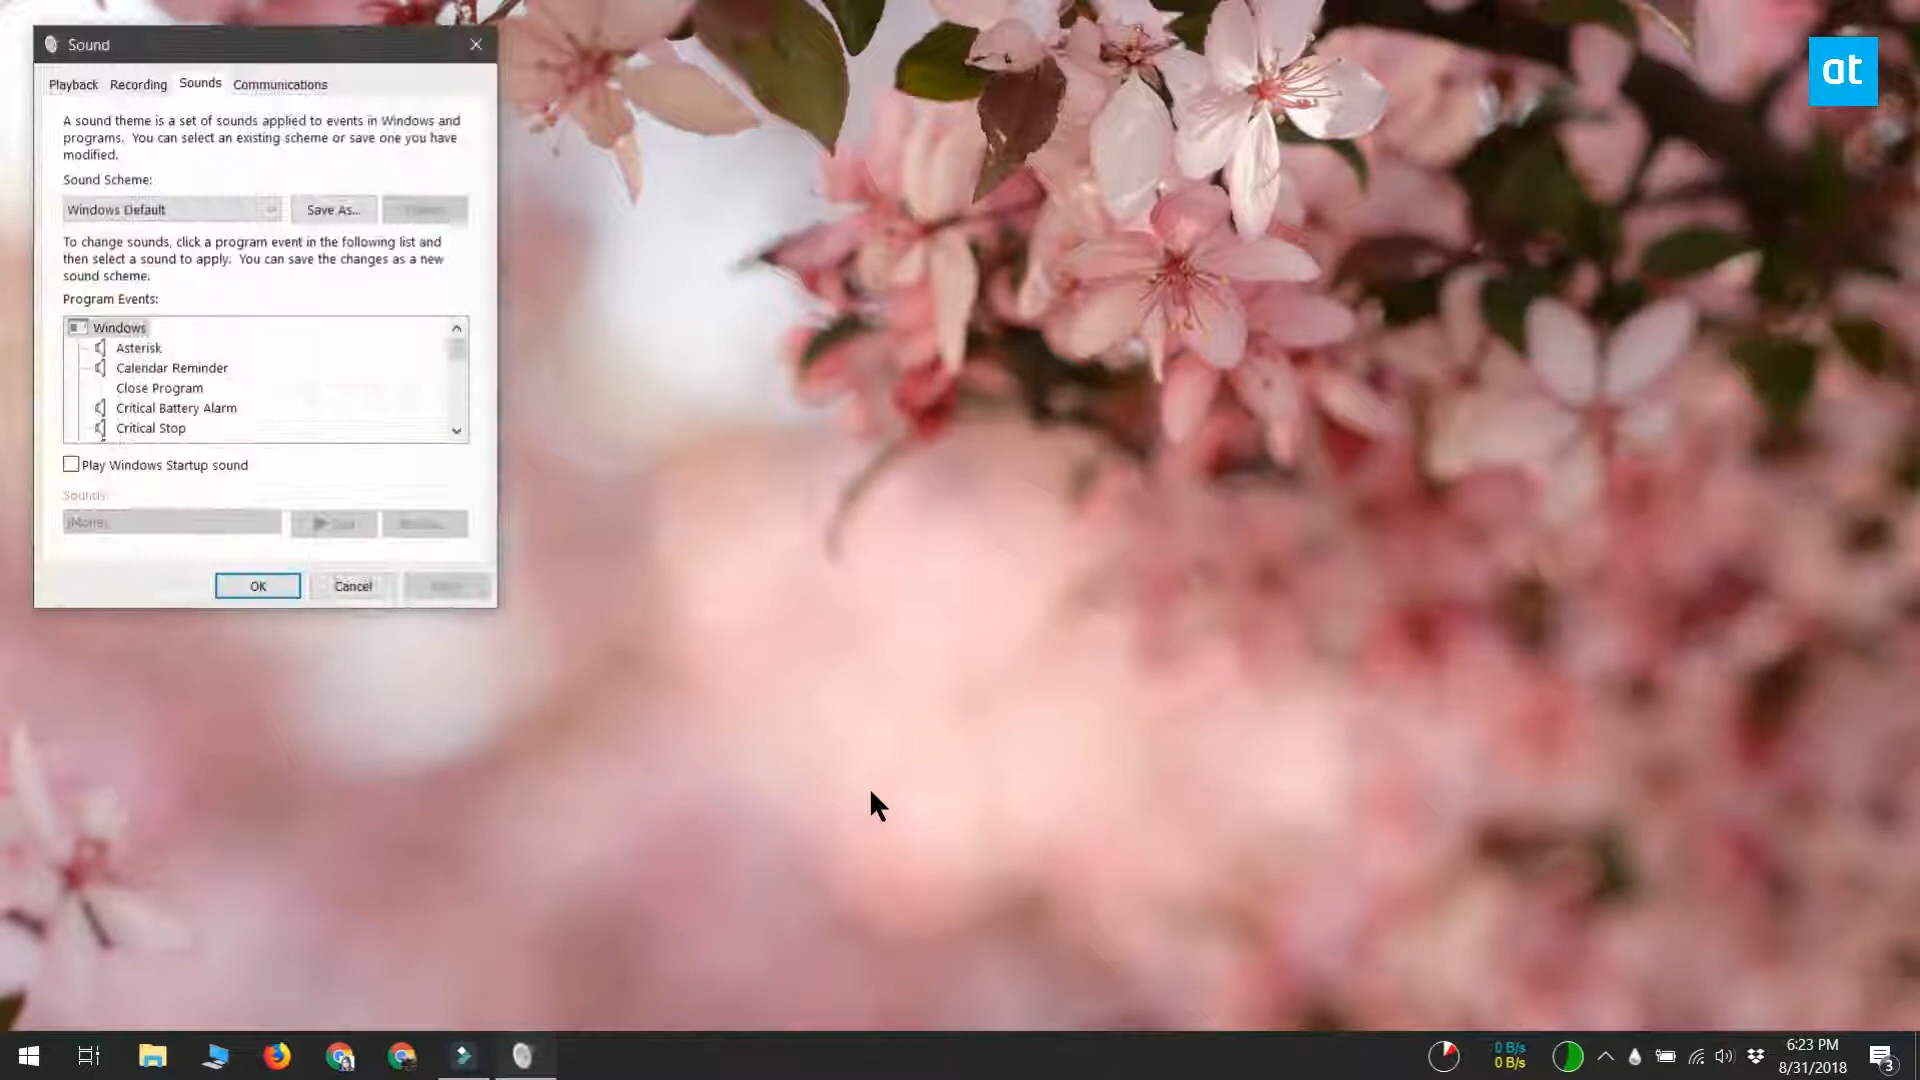 Sound
at
Playback Recording Sounds Communications
A sound theme is a set of sounds applied to events in Windows and
programs. You can select an existing scheme or save one you have
modified.
Sound Scheme:
Windows Default Save As...
To change sounds, click a program event in the following list and
then select a sound to apply. You can save the changes as a new
sound scheme.
Program Events:
Windows
Asterisk
Calendar Reminder
Close Program
Critical Battery Alarm
Critical Stop
Play Windows Startup sound
Sounds:
(None)
OK Cancel
0 B/s
0 B/s
6:23 PM
8/31/2018
3